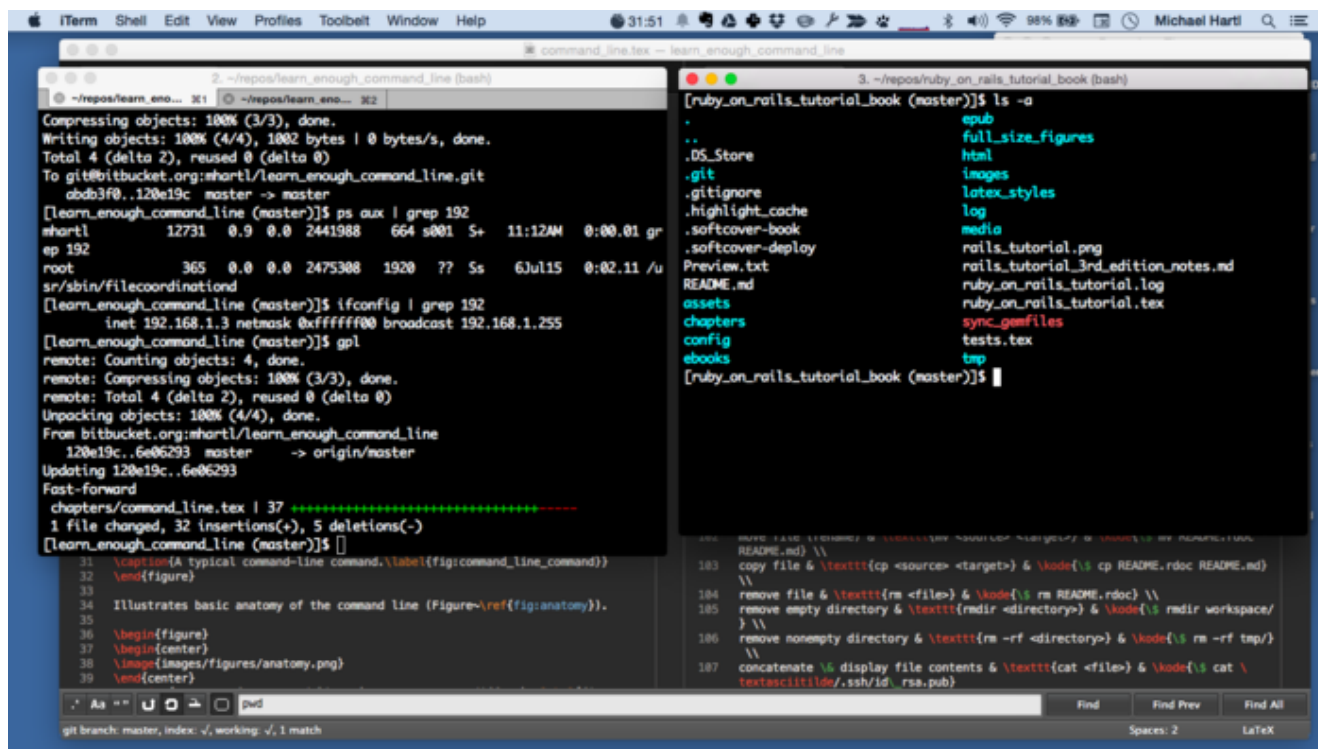 iTerm Shell Edit View Profiles Toolbelt Window Help 31:51 98% Michael Hartl
command_line.tex — learn_enough_command_line
2. ~/repos/learn_enough_command_line (bash)
~/repos/learn_eno... ⌘1 ~/repos/learn_eno... ⌘2
Compressing objects: 100% (3/3), done.
Writing objects: 100% (4/4), 1002 bytes | 0 bytes/s, done.
Total 4 (delta 2), reused 0 (delta 0)
To git@bitbucket.org:mhartl/learn_enough_command_line.git
abdb3f0..120e19c master -> master
[learn_enough_command_line (master)]$ ps aux | grep 192
mhartl 12731 0.9 0.0 2441988 664 s001 S+ 11:12AM 0:00.01 gr
ep 192
root 365 0.0 0.0 2475308 1920 ?? Ss 6Jul15 0:02.11 /u
sr/sbin/filecoordinationd
[learn_enough_command_line (master)]$ ifconfig | grep 192
inet 192.168.1.3 netmask 0xffffff00 broadcast 192.168.1.255
[learn_enough_command_line (master)]$ gpl
remote: Counting objects: 4, done.
remote: Compressing objects: 100% (3/3), done.
remote: Total 4 (delta 2), reused 0 (delta 0)
Unpacking objects: 100% (4/4), done.
From bitbucket.org:mhartl/learn_enough_command_line
120e19c..6e06293 master -> origin/master
Updating 120e19c..6e06293
Fast-forward
chapters/command_line.tex | 37 ++++++++++++++++++++++++++++++++-----
1 file changed, 32 insertions(+), 5 deletions(-)
[learn_enough_command_line (master)]$
3. ~/repos/ruby_on_rails_tutorial_book (bash)
[ruby_on_rails_tutorial_book (master)]$ ls -a
. epub
.. full_size_figures
.DS_Store html
.git images
.gitignore latex_styles
.highlight_cache log
.softcover-book media
.softcover-deploy rails_tutorial.png
Preview.txt rails_tutorial_3rd_edition_notes.md
README.md ruby_on_rails_tutorial.log
assets ruby_on_rails_tutorial.tex
chapters sync_gemfiles
config tests.tex
ebooks tmp
[ruby_on_rails_tutorial_book (master)]$
31 \caption{A typical command-line command.\label{fig:command_line_command}}
32 \end{figure}
33
34 Illustrates basic anatomy of the command line (Figure~\ref{fig:anatomy}).
35
36 \begin{figure}
37 \begin{center}
38 \image{images/figures/anatomy.png}
39 \end{center}
102 move file (rename) & \texttt{mv <source> <target>} & \kode{\$ mv README.rdoc
README.md} \\
103 copy file & \texttt{cp <source> <target>} & \kode{\$ cp README.rdoc README.md}
\\
104 remove file & \texttt{rm <file>} & \kode{\$ rm README.rdoc} \\
105 remove empty directory & \texttt{rmdir <directory>} & \kode{\$ rmdir workspace/
} \\
106 remove nonempty directory & \texttt{rm -rf <directory>} & \kode{\$ rm -rf tmp/}
\\
107 concatenate \& display file contents & \texttt{cat <file>} & \kode{\$ cat \
textasciitilde/.ssh/id\_rsa.pub}
.* Aa "" pwd Find Find Prev Find All
git branch: master, index: √, working: √, 1 match Spaces: 2 LaTeX